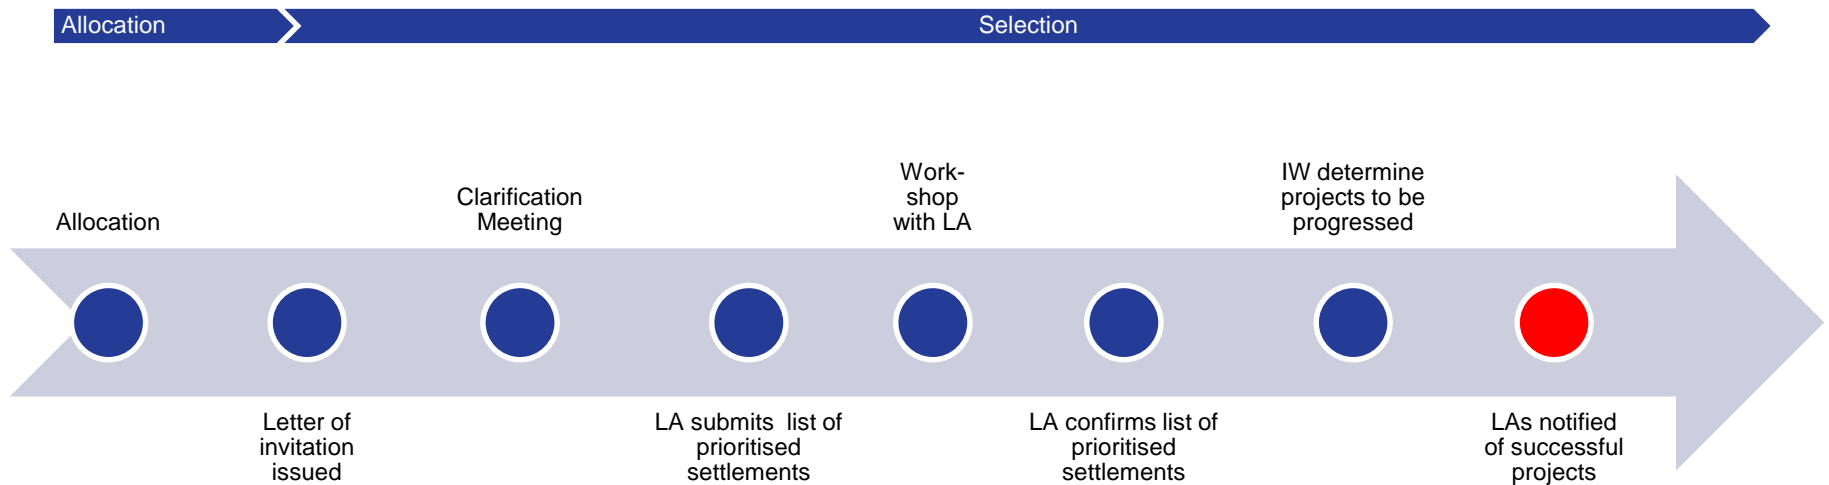 Allocation
Selection
Allocation
Letter of
invitation
issued
Clarification
Meeting
LA submits list of
prioritised
settlements
Work-
shop
with LA
LA confirms list of
prioritised
settlements
IW determine
projects to be
progressed
LAs notified
of successful
projects